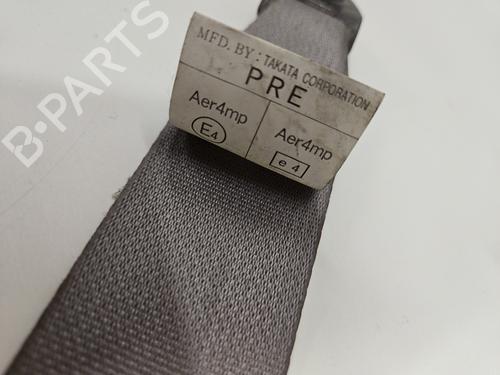 MFD. BY : TAKATA CORPORATION
PRE
Aer4mp
E4
Aer4mp
e 4
B-PARTS